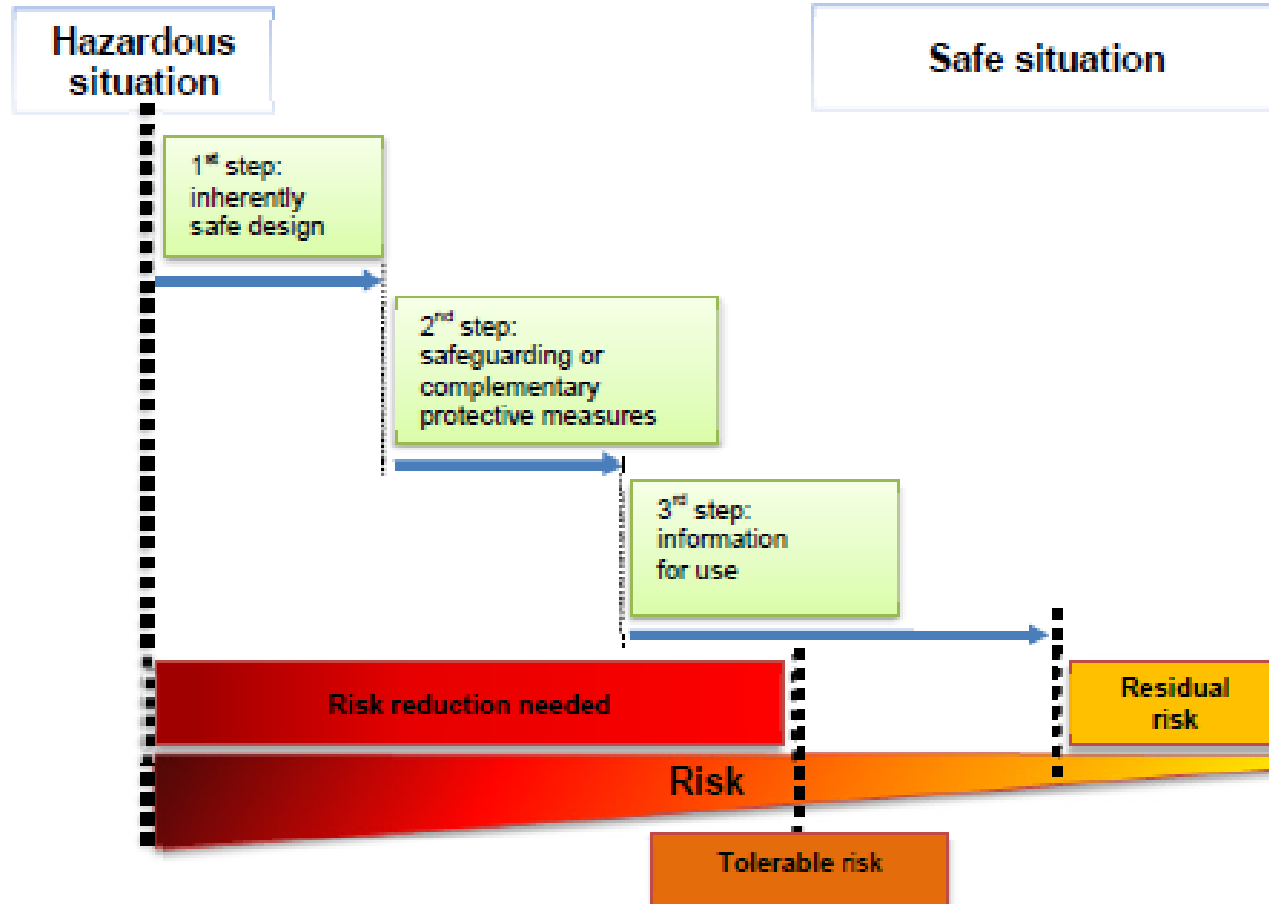 Hazardous
situation
Safe situation
1st step:
inherently
safe design
2nd step:
safeguarding or
complementary
protective measures
3rd step:
information
for use
Risk reduction needed
Residual
risk
Risk
Tolerable risk